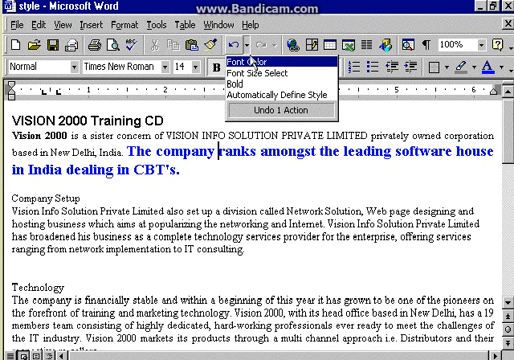 www.Bandicam.com
style - Microsoft Word
File Edit View Insert Format Tools Table Window Help
100%
Normal Times New Roman 14 B
Font Color
Font Size Select
Bold
Automatically Define Style
Undo 1 Action
VISION 2000 Training CD
Vision 2000 is a sister concern of VISION INFO SOLUTION PRIVATE LIMITED privately owned corporation
based in New Delhi, India. The company ranks amongst the leading software house
in India dealing in CBT's.
Company Setup
Vision Info Solution Private Limited also set up a division called Network Solution, Web page designing and
hosting business which aims at popularizing the networking and Internet. Vision Info Solution Private Limited
has broadened his business as a complete technology services provider for the enterprise, offering services
ranging from network implementation to IT consulting.
Technology
The company is financially stable and within a beginning of this year it has grown to be one of the pioneers on
the forefront of training and marketing technology. Vision 2000, with its head office based in New Delhi, has a 19
members team consisting of highly dedicated, hard-working professionals ever ready to meet the challenges of
the IT industry. Vision 2000 markets its products through a multi channel approach i.e. Distributors and their